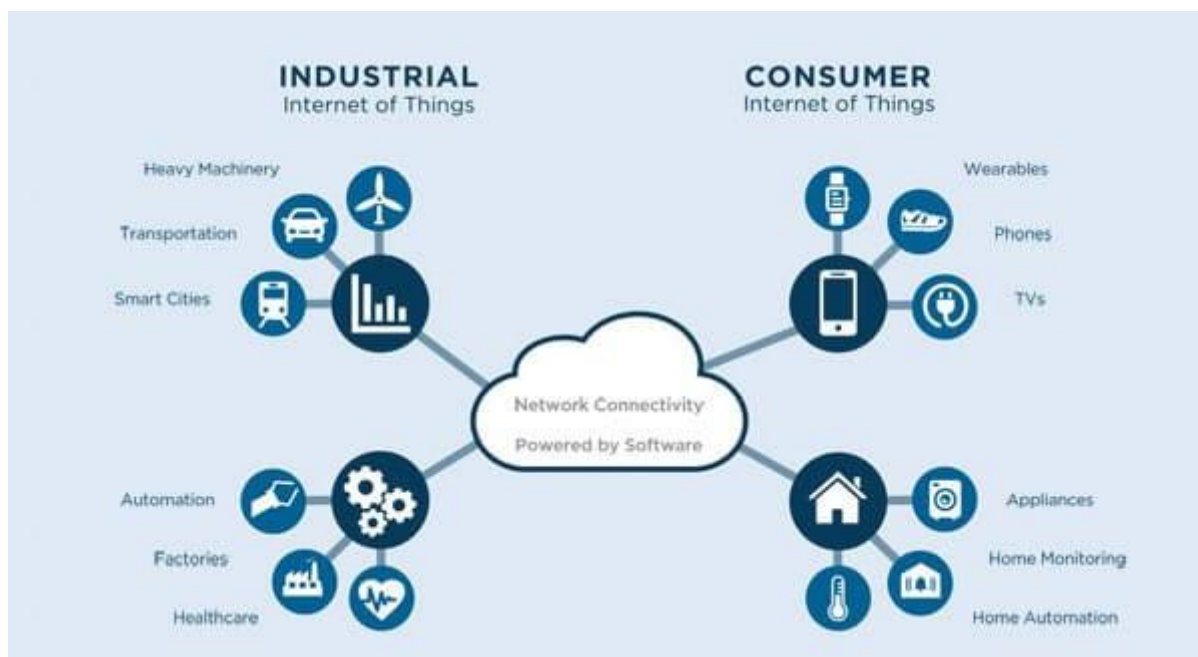 INDUSTRIAL
Internet of Things
CONSUMER
Internet of Things
Heavy Machinery
Transportation
Smart Cities
Wearables
Phones
TVs
Network Connectivity
Powered by Software
Automation
Factories
Healthcare
Appliances
Home Monitoring
Home Automation